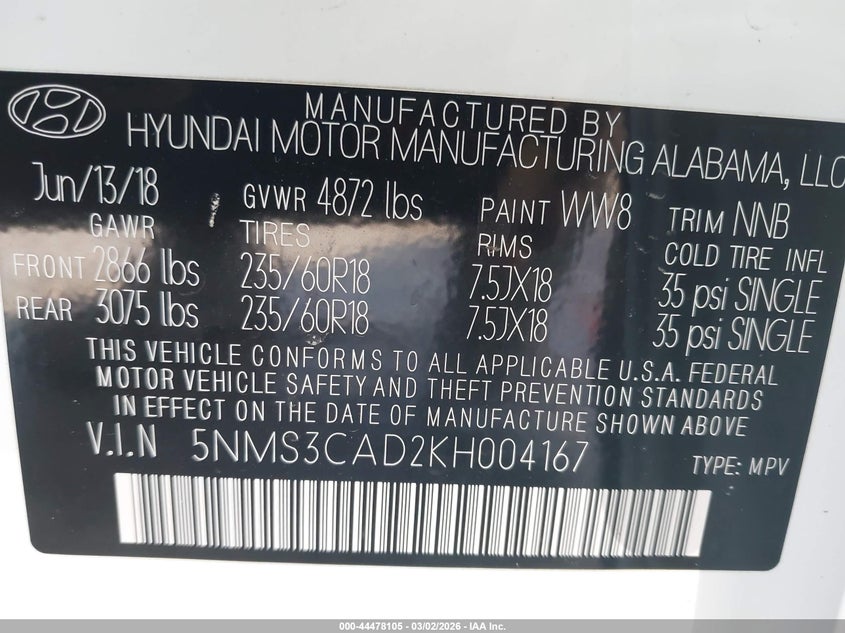 MANUFACTURED BY
HYUNDAI MOTOR MANUFACTURING ALABAMA, LLC
Jun/13/18 GVWR 4872 lbs PAINT WW8 TRIM NNB
GAWR TIRES RIMS COLD TIRE INFL
FRONT 2866 lbs 235/60R18 7.5JX18 35 psi SINGLE
REAR 3075 lbs 235/60R18 7.5JX18 35 psi SINGLE
THIS VEHICLE CONFORMS TO ALL APPLICABLE U.S.A. FEDERAL
MOTOR VEHICLE SAFETY AND THEFT PREVENTION STANDARDS
IN EFFECT ON THE DATE OF MANUFACTURE SHOWN ABOVE.
V.I.N 5NMS3CAD2KH004167 TYPE: MPV
000-44478105 - 03/02/2026 - IAA Inc.